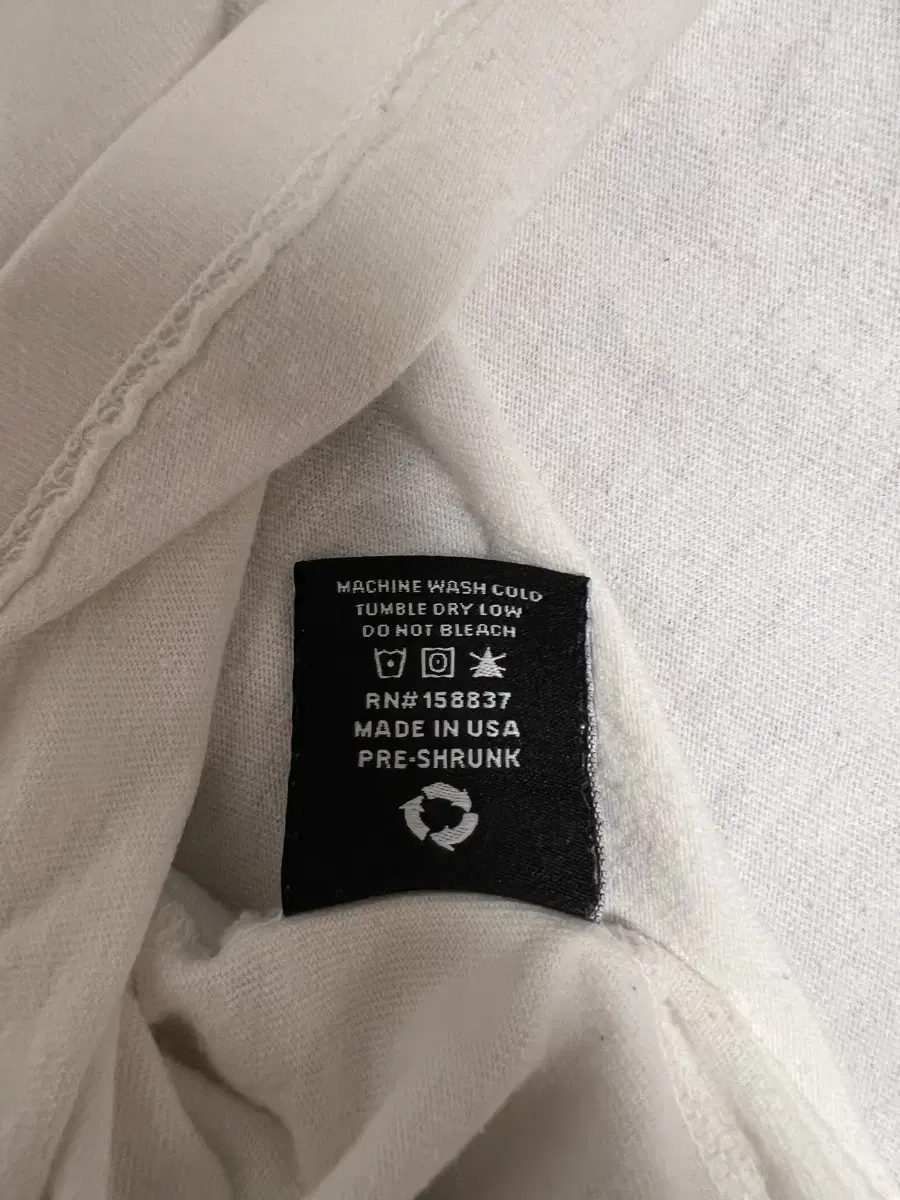 MACHINE WASH COLD
TUMBLE DRY LOW
DO NOT BLEACH
RN# 158837
MADE IN USA
PRE-SHRUNK